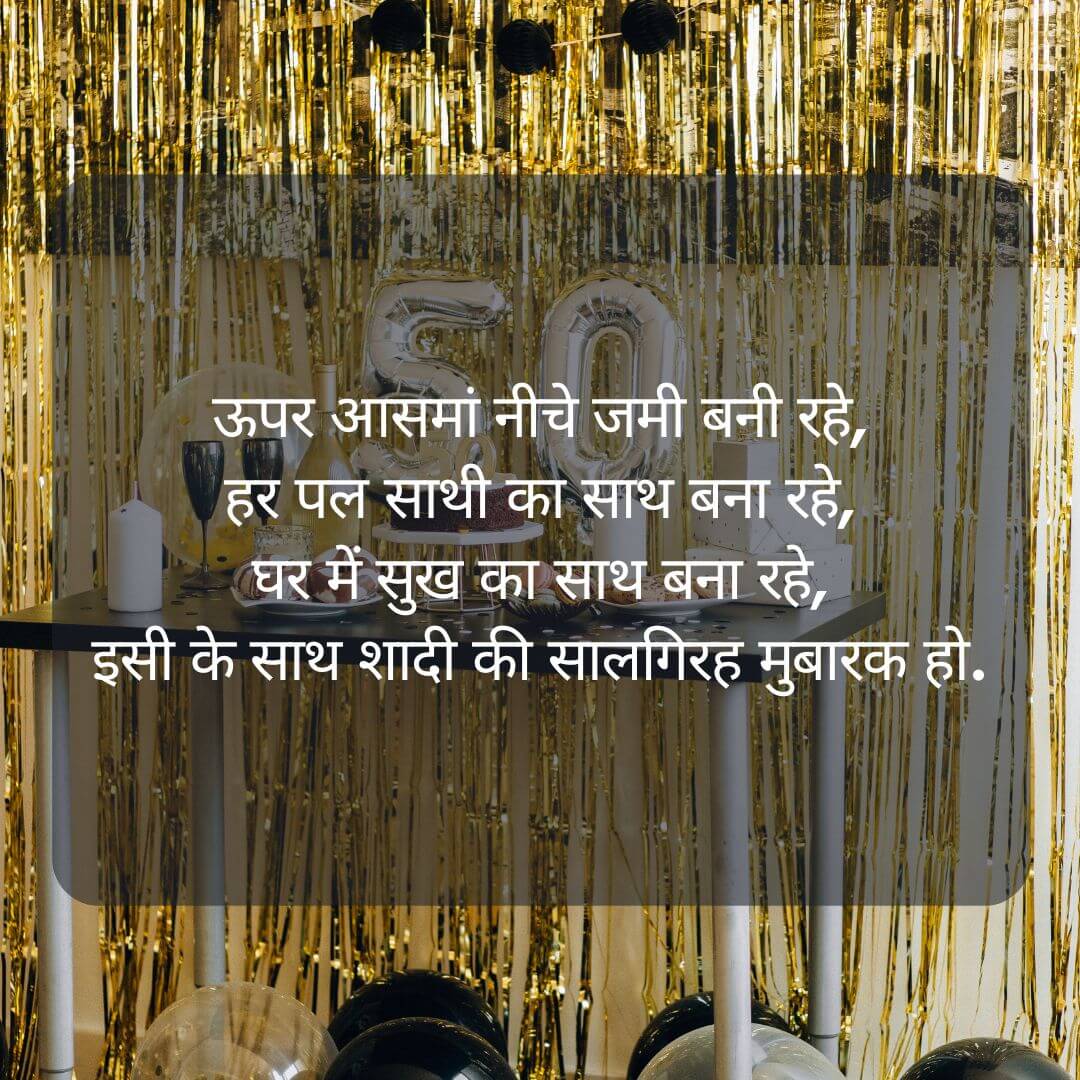 50
ऊपर आसमां नीचे जमी बनी रहे,
हर पल साथी का साथ बना रहे,
घर में सुख का साथ बना रहे,
इसी के साथ शादी की सालगिरह मुबारक हो.